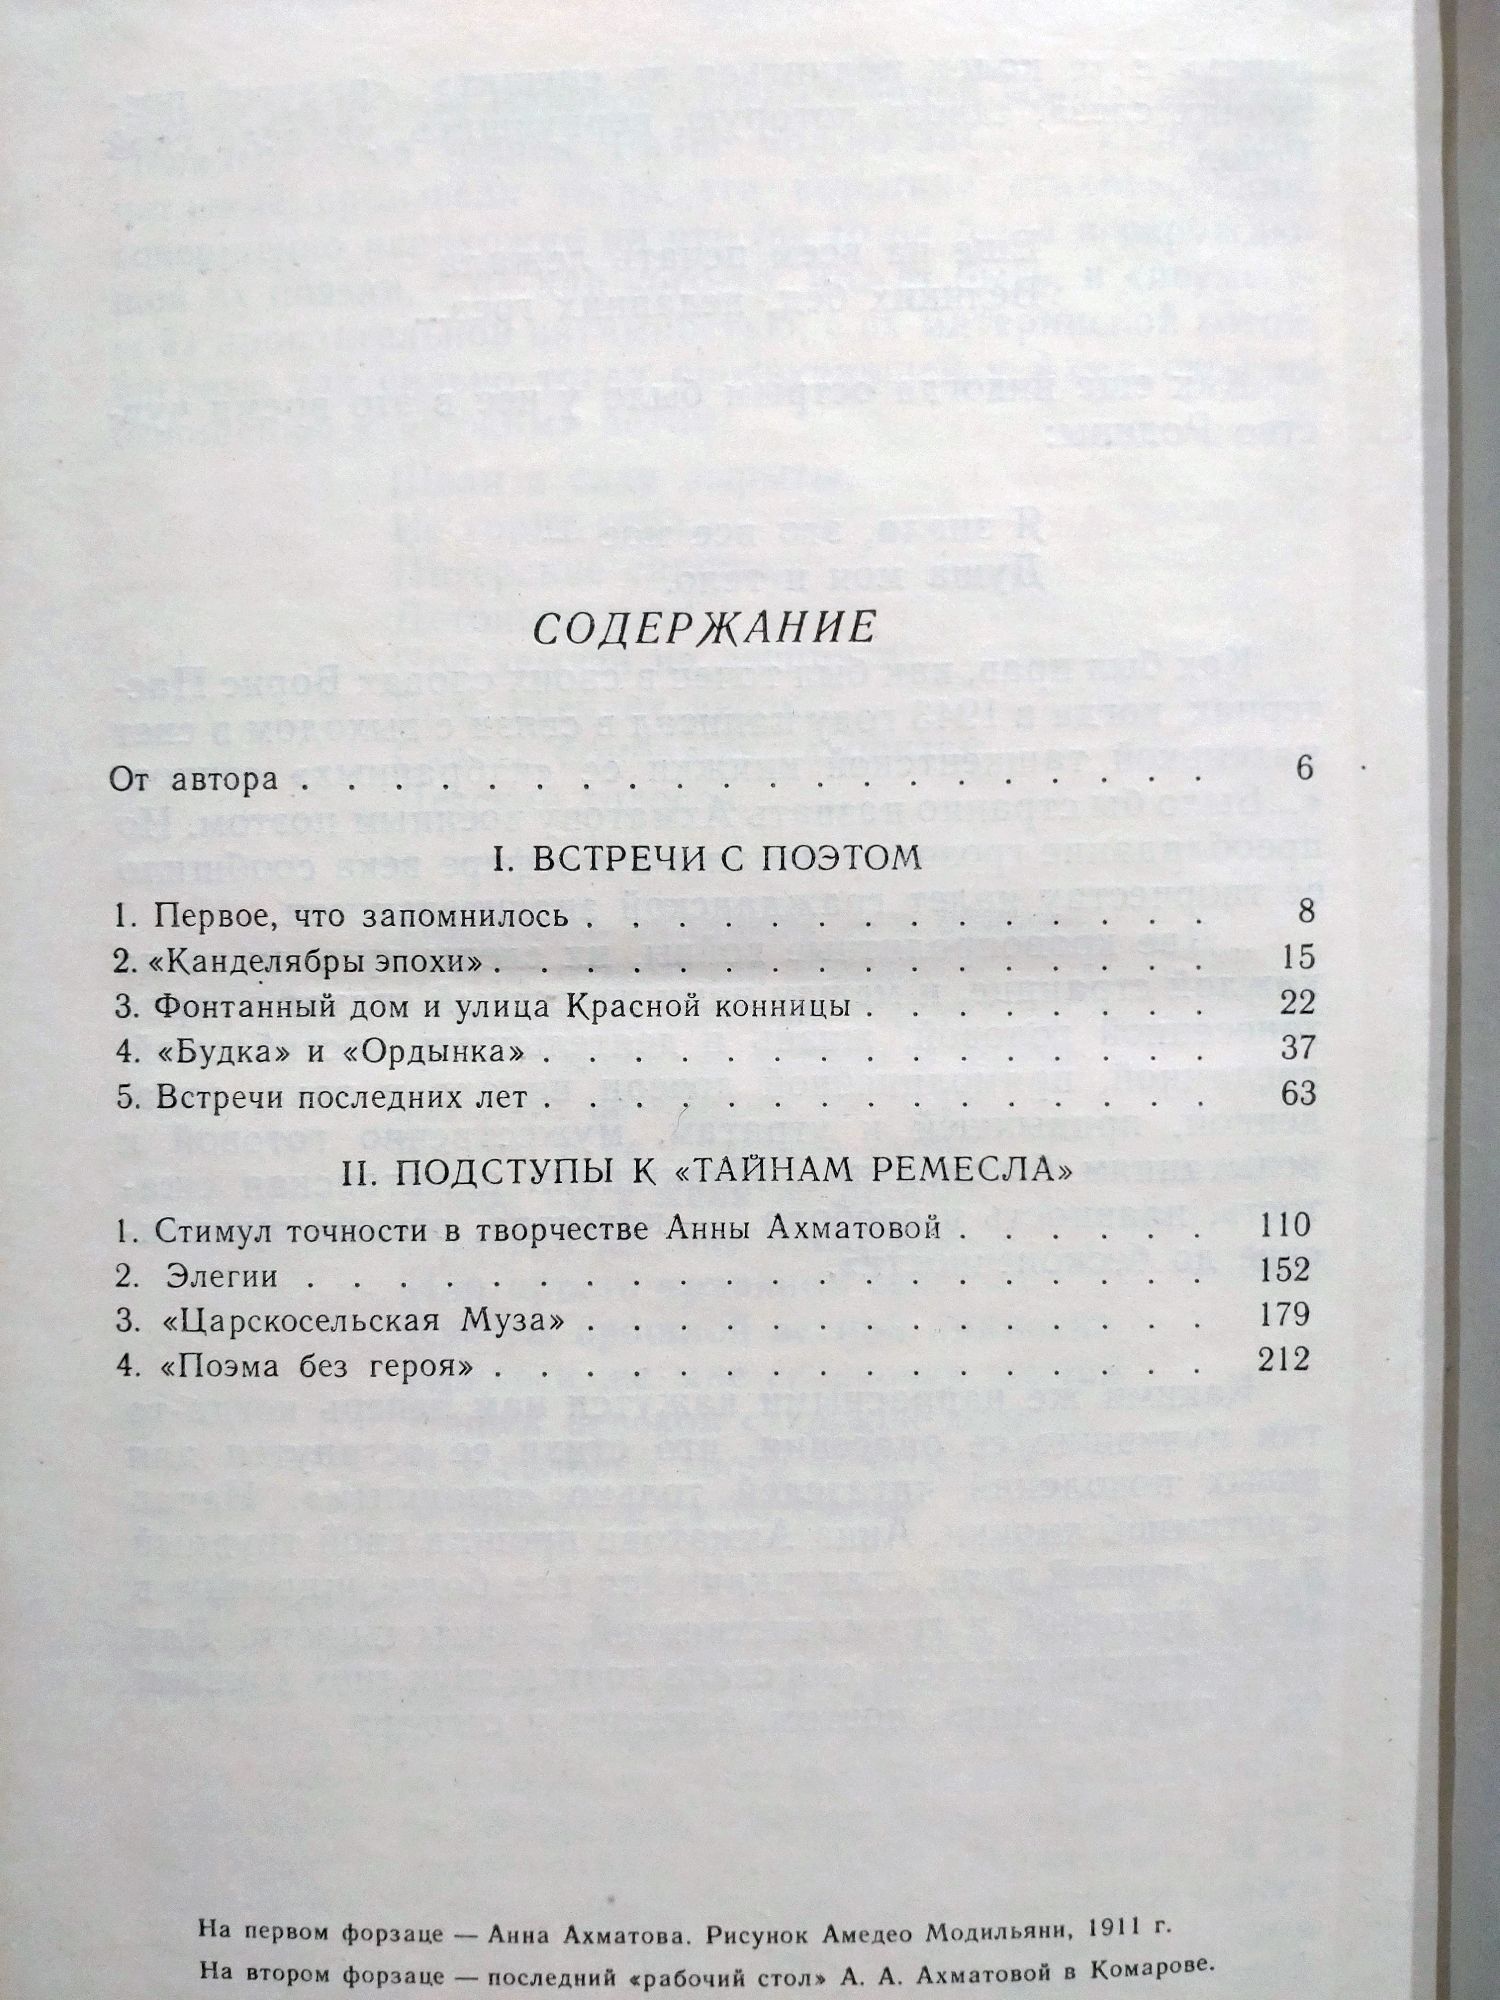 СОДЕРЖАНИЕ
От автора . . . . . . . . . . . . . . . . . . . . 6
I. ВСТРЕЧИ С ПОЭТОМ
1. Первое, что запомнилось . . . . . . . . . . . . . . 8
2. «Канделябры эпохи» . . . . . . . . . . . . . . . . 15
3. Фонтанный дом и улица Красной конницы . . . . . . . . 22
4. «Будка» и «Ордынка» . . . . . . . . . . . . . . . 37
5. Встречи последних лет . . . . . . . . . . . . . . . 63
II. ПОДСТУПЫ К «ТАЙНАМ РЕМЕСЛА»
1. Стимул точности в творчестве Анны Ахматовой . . . . . . 110
2. Элегии . . . . . . . . . . . . . . . . . . . . 152
3. «Царскосельская Муза» . . . . . . . . . . . . . . 179
4. «Поэма без героя» . . . . . . . . . . . . . . . . 212
На первом форзаце — Анна Ахматова. Рисунок Амедео Модильяни, 1911 г.
На втором форзаце — последний «рабочий стол» А. А. Ахматовой в Комарове.